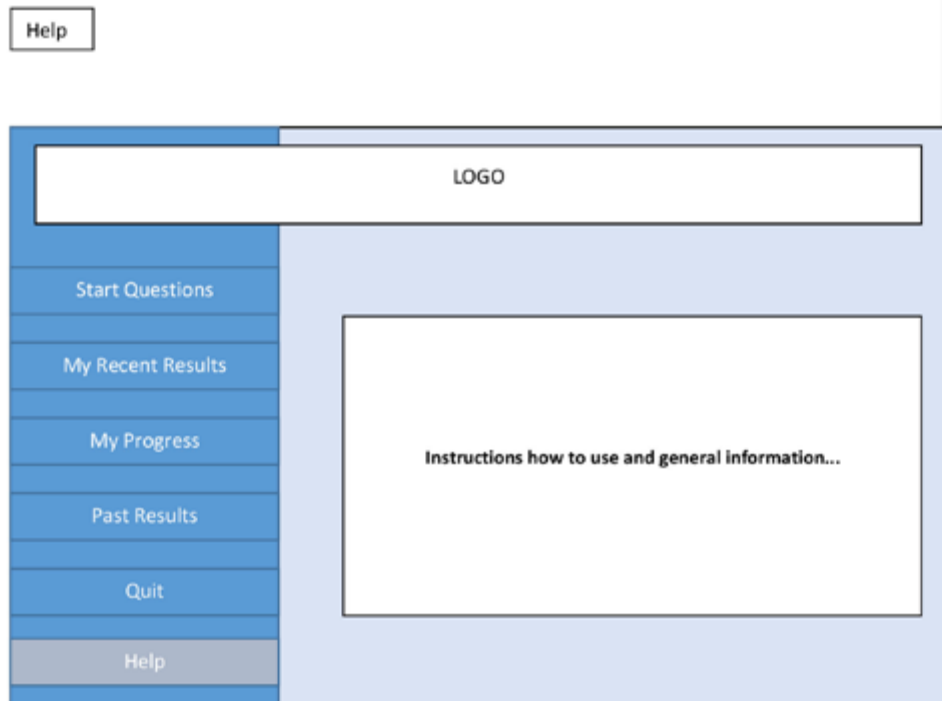 Help
LOGO
Start Questions
My Recent Results
My Progress
Past Results
Quit
Help
Instructions how to use and general information...